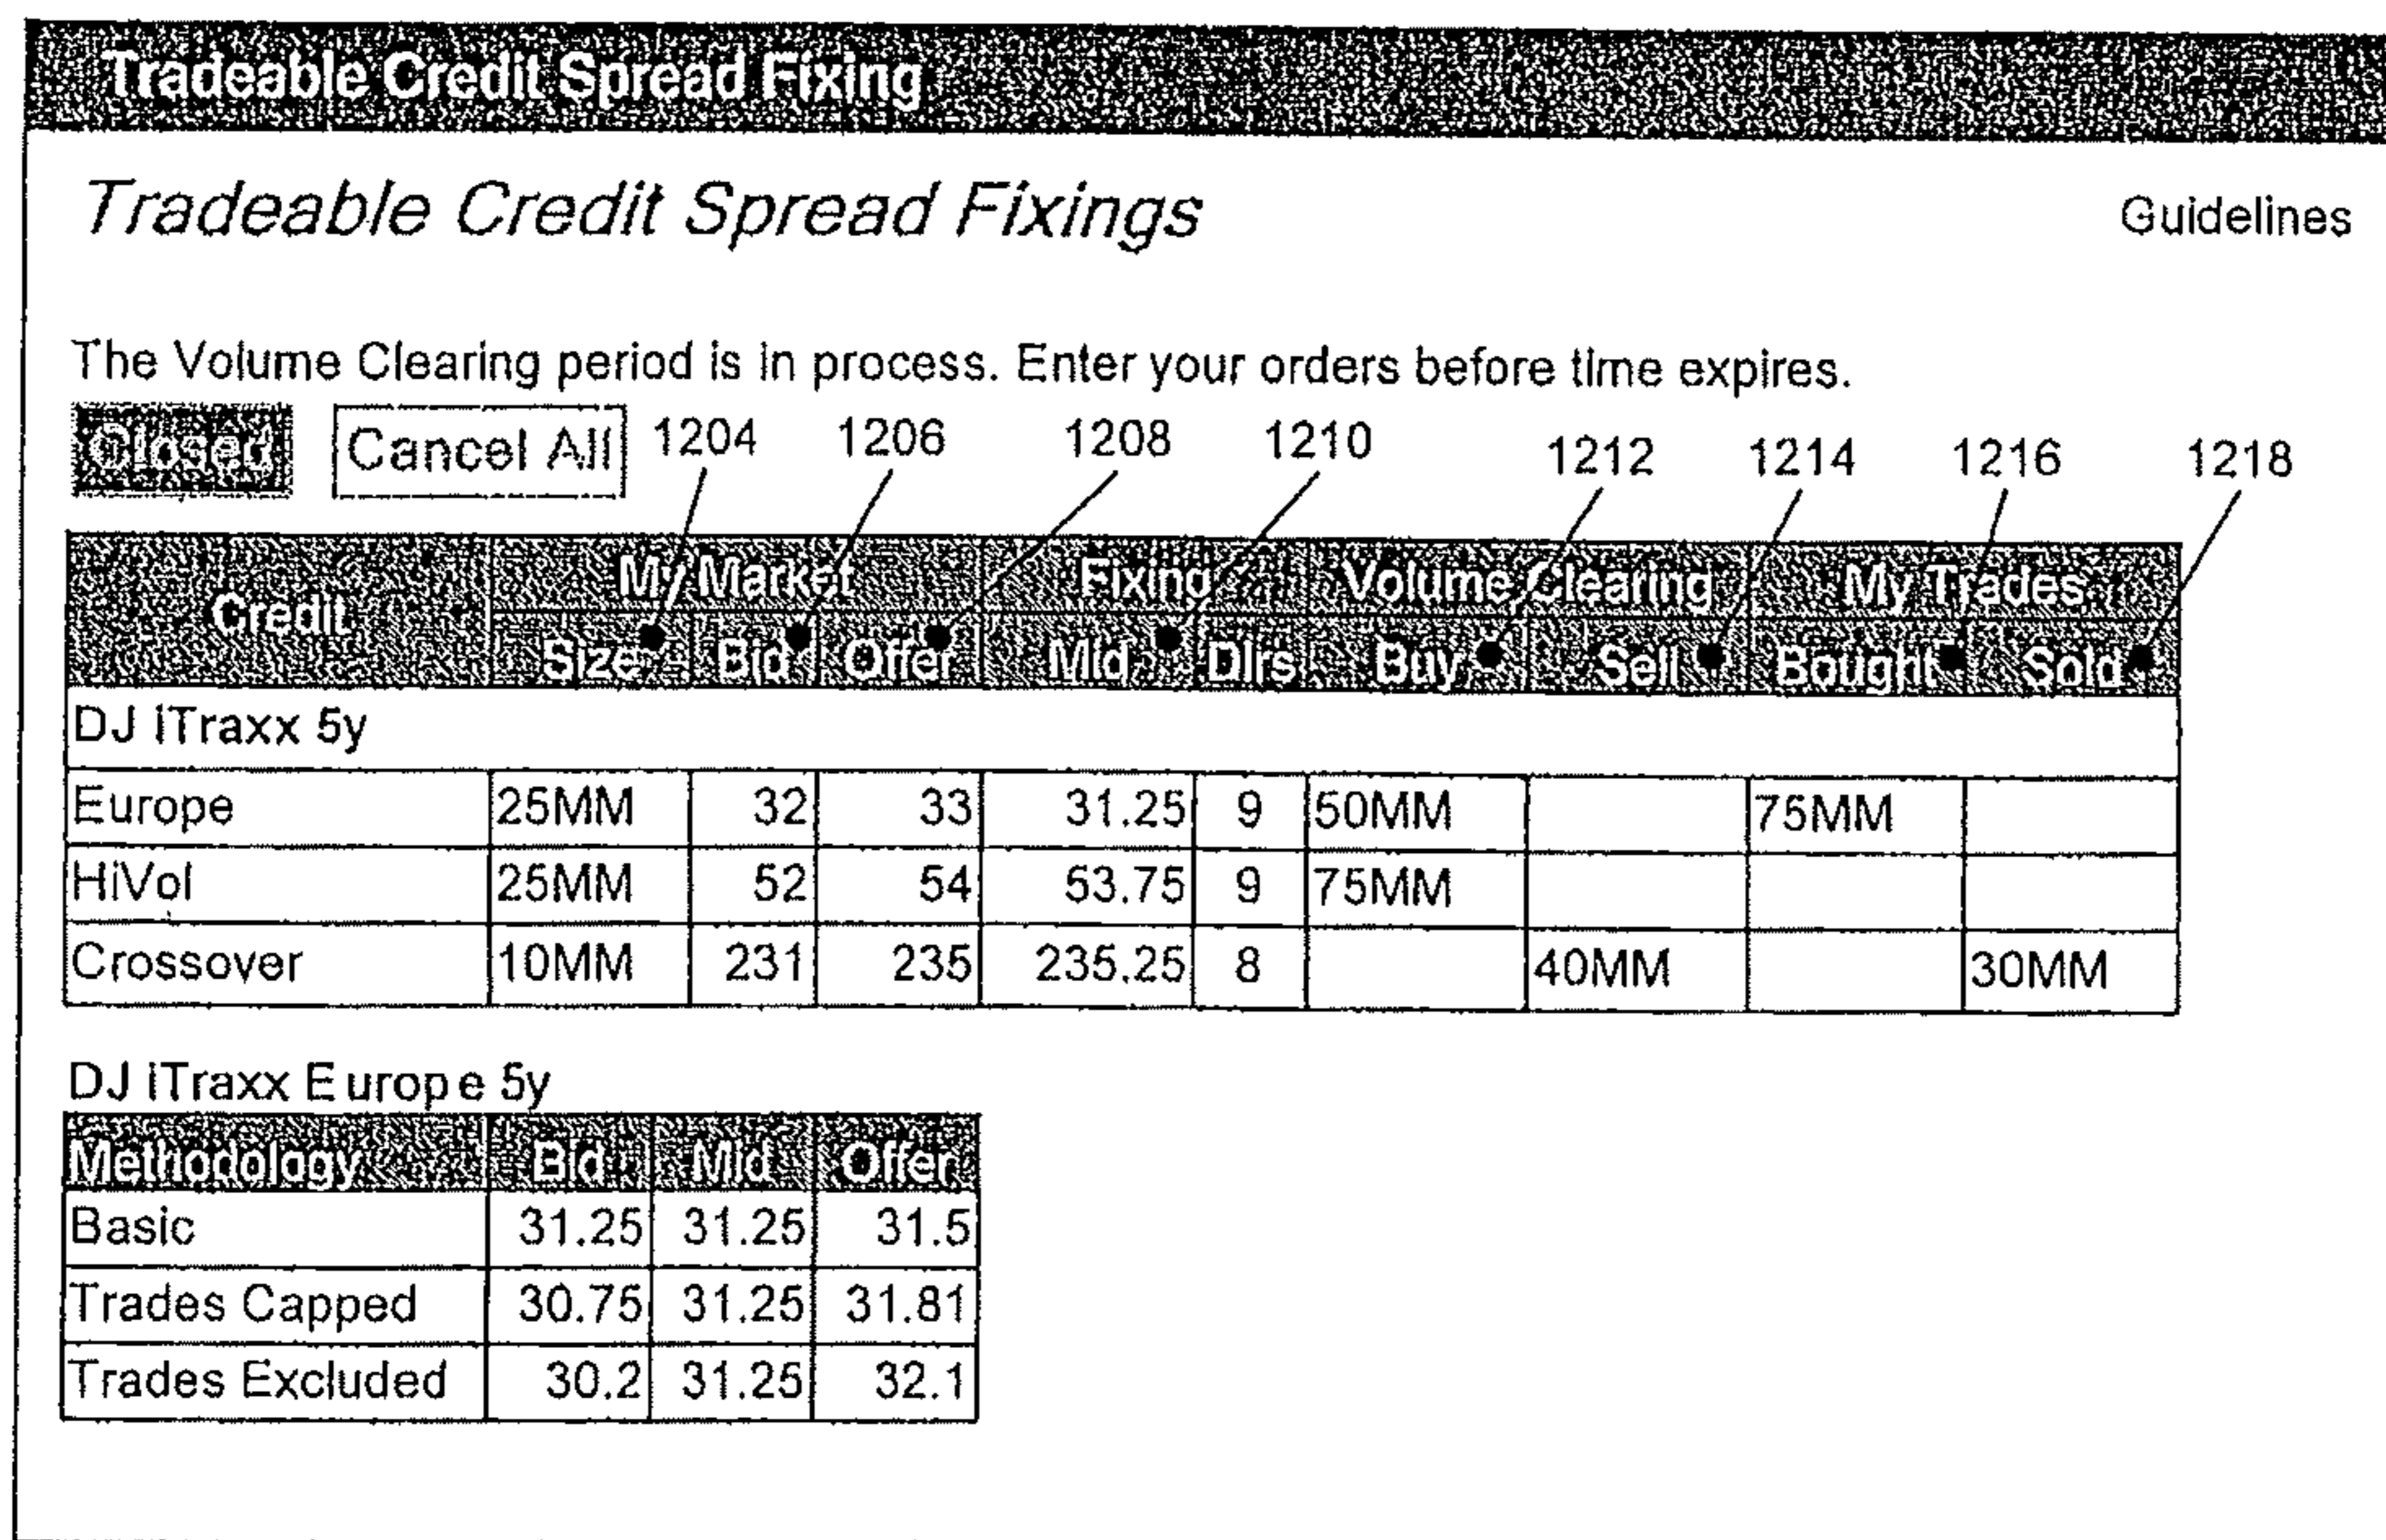 Tradeable Credit Spread Fixing
Tradeable Credit Spread Fixings Guidelines
The Volume Clearing period is in process. Enter your orders before time expires.
Closed Cancel All 1204 1206 1208 1210 1212 1214 1216 1218
Credit My Market Fixing Volume Clearing My Trades
Size Bid Offer Mid Dlrs Buy Sell Bought Sold
DJ iTraxx 5y
Europe 25MM 32 33 31.25 9 50MM 75MM
HiVol 25MM 52 54 53.75 9 75MM
Crossover 10MM 231 235 235.25 8 40MM 30MM
DJ iTraxx Europe 5y
Methodology Bid Mid Offer
Basic 31.25 31.25 31.5
Trades Capped 30.75 31.25 31.81
Trades Excluded 30.2 31.25 32.1